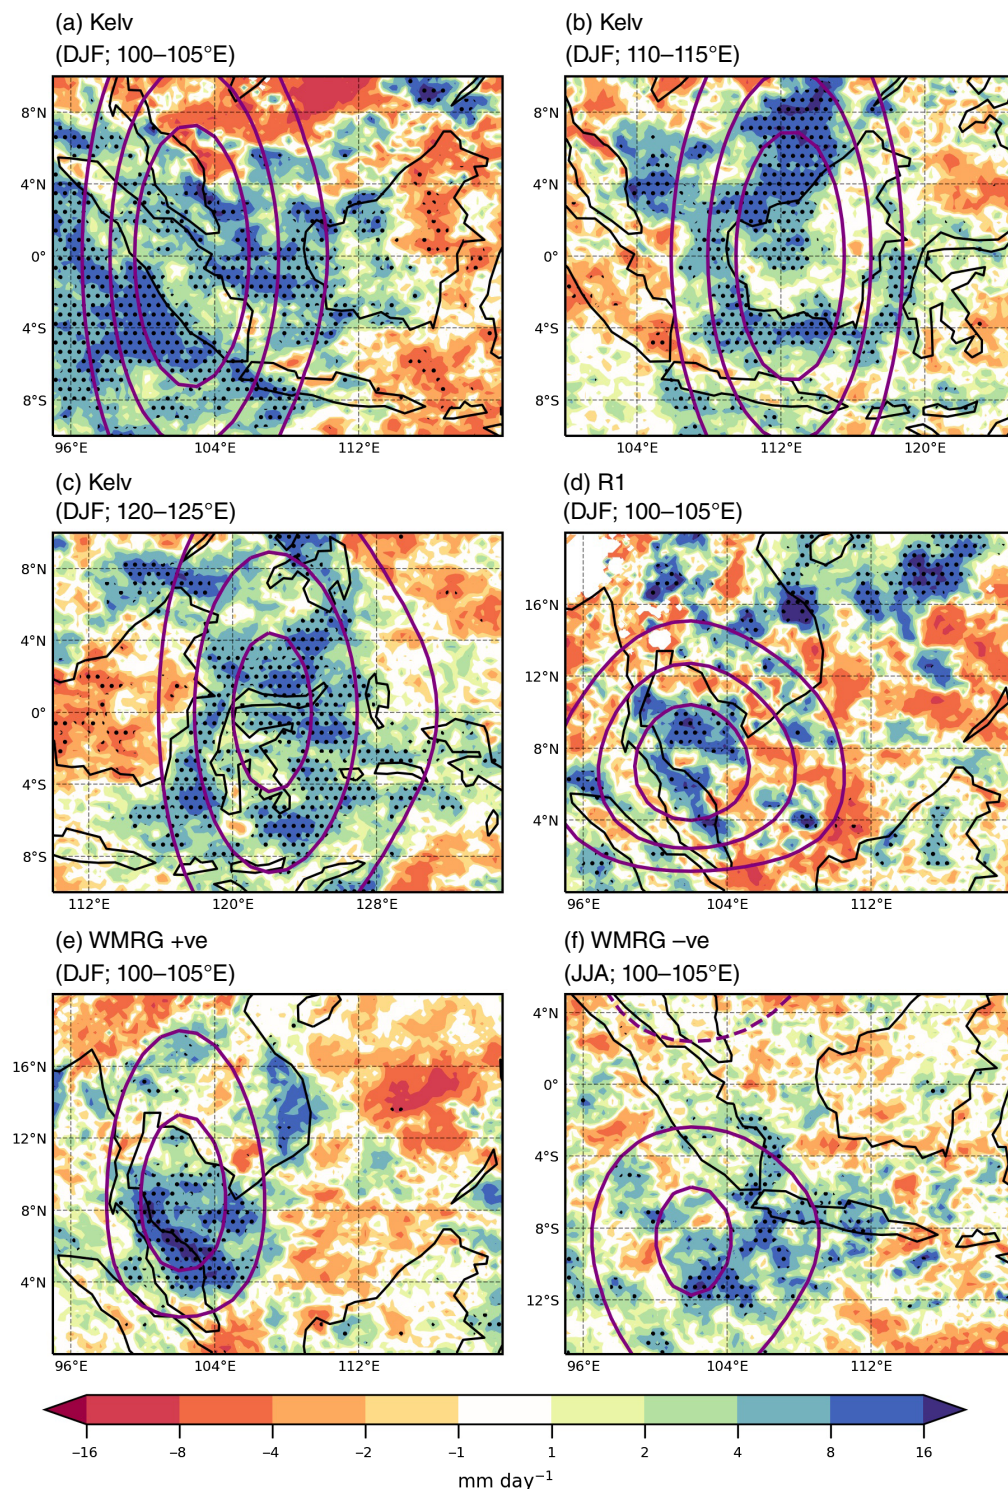 (a) Kelv
(DJF; 100–105°E)
(b) Kelv
(DJF; 110–115°E)
8°N
4°N
0°
4°S
8°S
96°E
104°E
112°E
8°N
4°N
0°
4°S
8°S
104°E
112°E
120°E
(c) Kelv
(DJF; 120–125°E)
(d) R1
(DJF; 100–105°E)
8°N
4°N
0°
4°S
8°S
112°E
120°E
128°E
16°N
12°N
8°N
4°N
96°E
104°E
112°E
(e) WMRG +ve
(DJF; 100–105°E)
(f) WMRG –ve
(JJA; 100–105°E)
16°N
12°N
8°N
4°N
96°E
104°E
112°E
4°N
0°
4°S
8°S
12°S
96°E
104°E
112°E
−16
−8
−4
−2
−1
1
2
4
8
16
mm day⁻¹